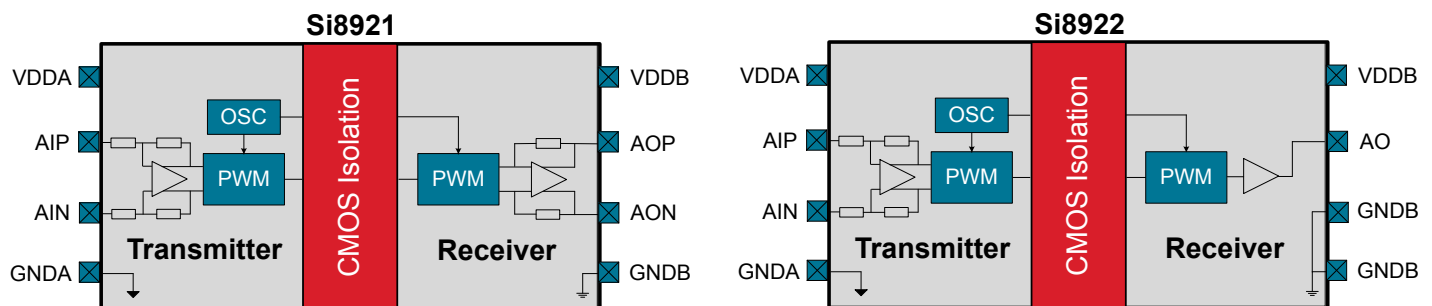 Si8921
VDDA
AIP
AIN
GNDA
OSC
PWM
Transmitter
CMOS Isolation
PWM
Receiver
VDDB
AOP
AON
GNDB
Si8922
VDDA
AIP
AIN
GNDA
OSC
PWM
Transmitter
CMOS Isolation
PWM
Receiver
VDDB
AO
GNDB
GNDB